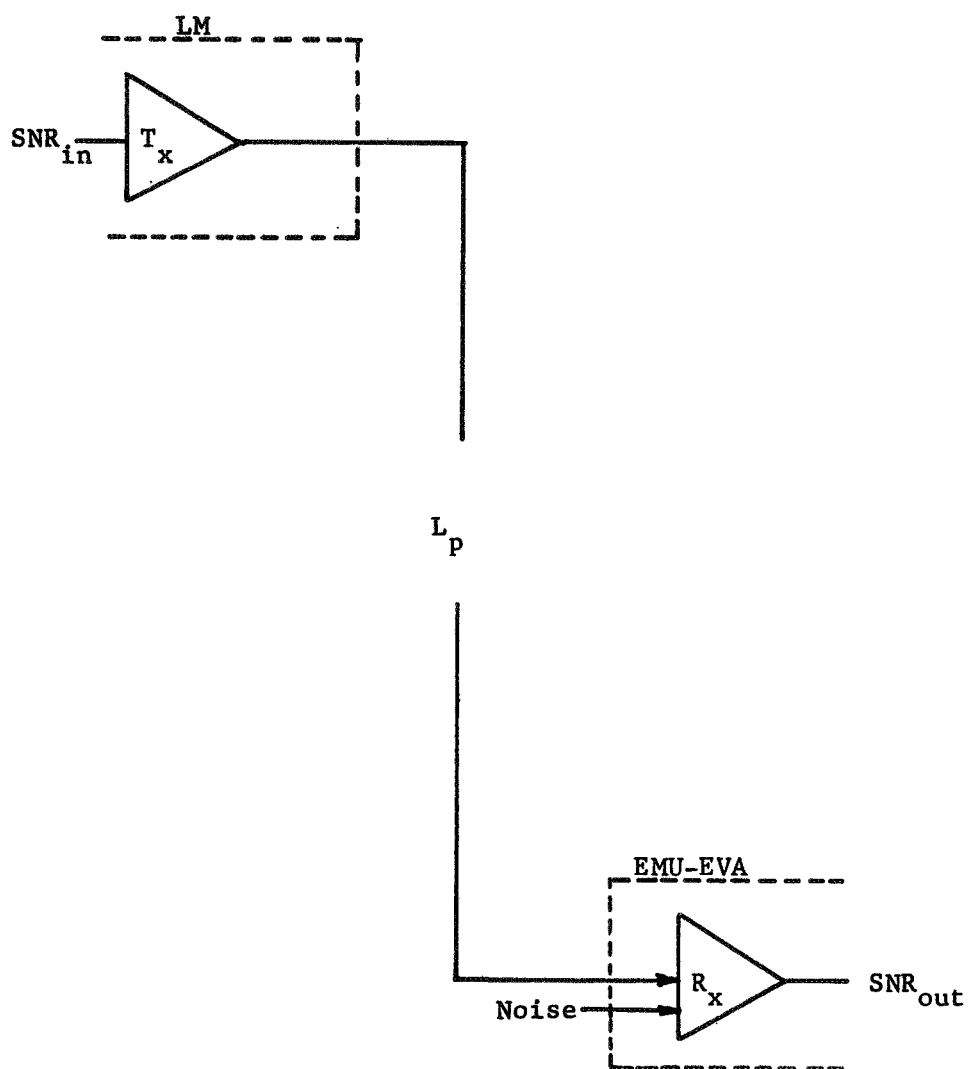 LM
SNR_in
T_x
L_p
EMU-EVA
R_x
SNR_out
Noise